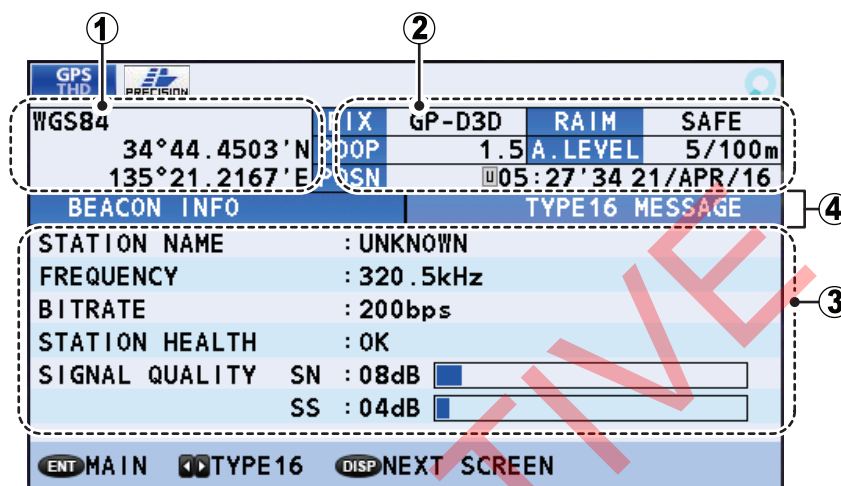 1 2
GPS
THD
PRECISION
WGS84 FIX GP-D3D RAIM SAFE
34°44.4503'N PDOP 1.5 A.LEVEL 5/100m
135°21.2167'E POSN U05:27'34 21/APR/16
BEACON INFO TYPE16 MESSAGE 4
STATION NAME : UNKNOWN
FREQUENCY : 320.5kHz
BITRATE : 200bps 3
STATION HEALTH : OK
SIGNAL QUALITY SN : 08dB
SS : 04dB
ENT MAIN TYPE16 DISP NEXT SCREEN
TIVE